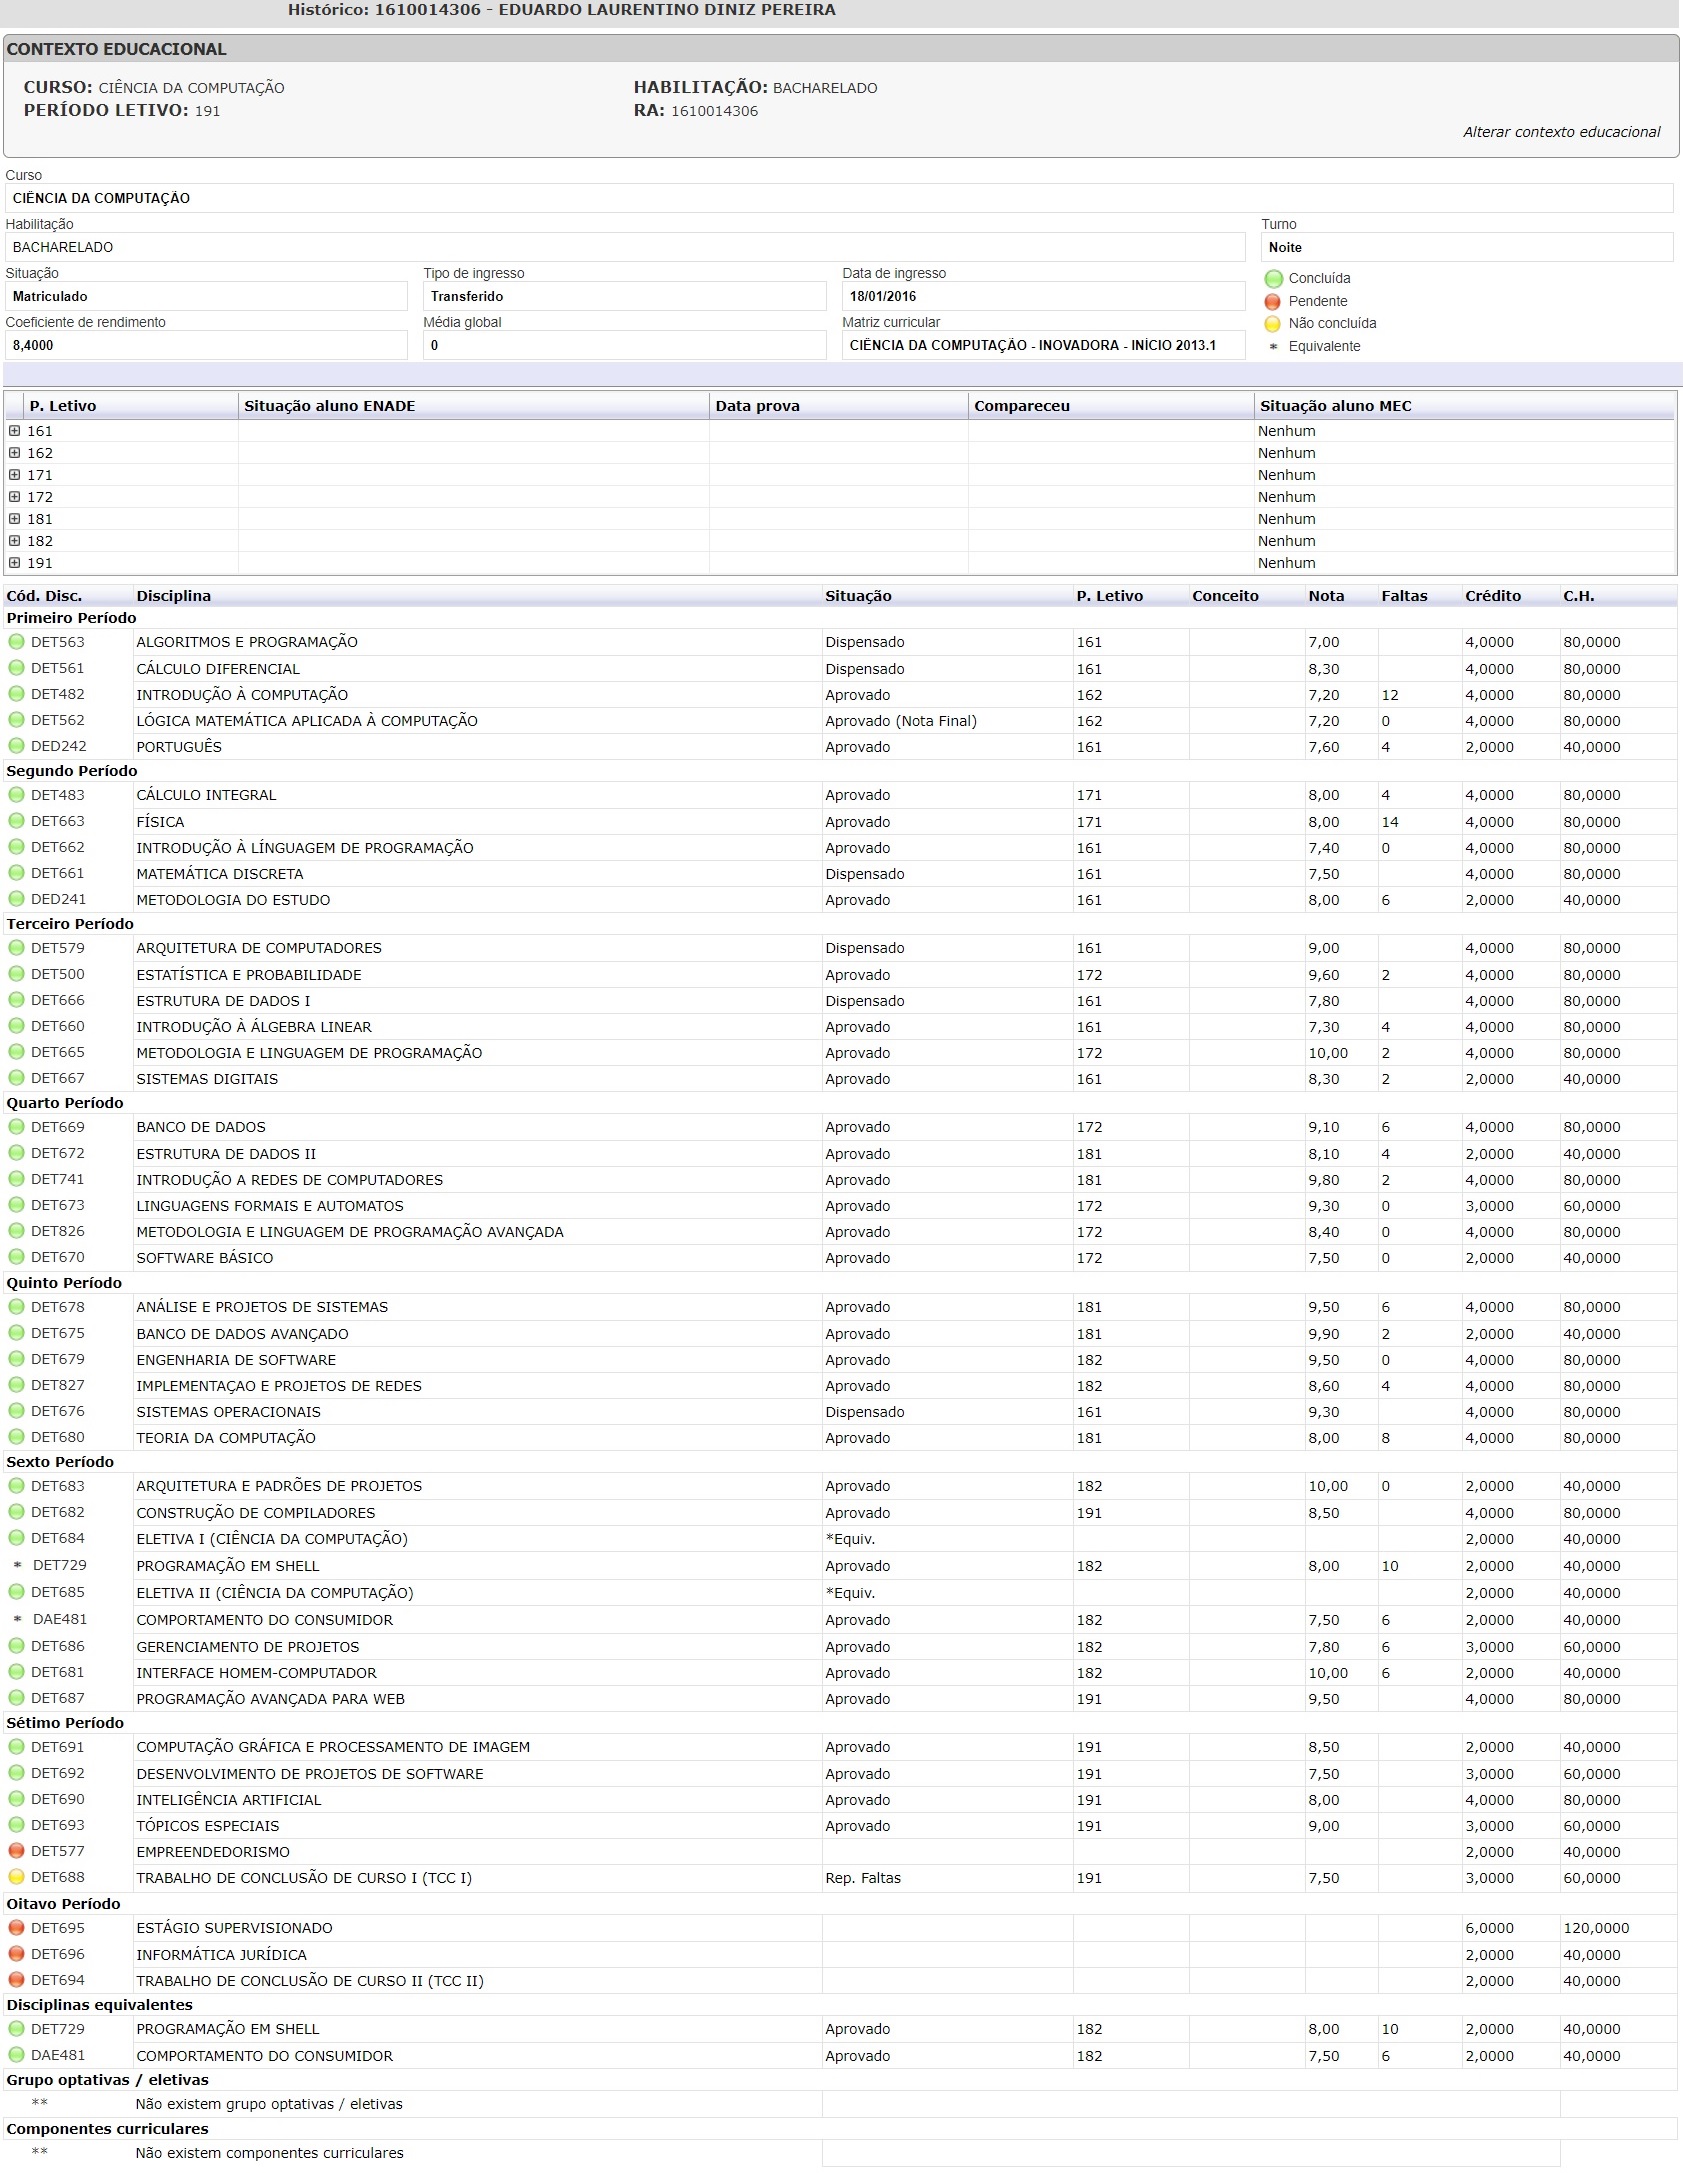 Histórico: 1610014306 - EDUARDO LAURENTINO DINIZ PEREIRA
CONTEXTO EDUCACIONAL
CURSO: CIÊNCIA DA COMPUTAÇÃO HABILITAÇÃO: BACHARELADO
PERÍODO LETIVO: 191 RA: 1610014306
Alterar contexto educacional
Curso
CIÊNCIA DA COMPUTAÇÃO
Habilitação Turno
BACHARELADO Noite
Situação Tipo de ingresso Data de ingresso
Matriculado Transferido 18/01/2016
Concluída
Pendente
Coeficiente de rendimento Média global Matriz curricular
8,4000 0 CIÊNCIA DA COMPUTAÇÃO - INOVADORA - INÍCIO 2013.1
Não concluída
* Equivalente
P. Letivo Situação aluno ENADE Data prova Compareceu Situação aluno MEC
161 Nenhum
162 Nenhum
171 Nenhum
172 Nenhum
181 Nenhum
182 Nenhum
191 Nenhum
Cód. Disc. Disciplina Situação P. Letivo Conceito Nota Faltas Crédito C.H.
Primeiro Período
DET563 ALGORITMOS E PROGRAMAÇÃO Dispensado 161 7,00 4,0000 80,0000
DET561 CÁLCULO DIFERENCIAL Dispensado 161 8,30 4,0000 80,0000
DET482 INTRODUÇÃO À COMPUTAÇÃO Aprovado 162 7,20 12 4,0000 80,0000
DET562 LÓGICA MATEMÁTICA APLICADA À COMPUTAÇÃO Aprovado (Nota Final) 162 7,20 0 4,0000 80,0000
DED242 PORTUGUÊS Aprovado 161 7,60 4 2,0000 40,0000
Segundo Período
DET483 CÁLCULO INTEGRAL Aprovado 171 8,00 4 4,0000 80,0000
DET663 FÍSICA Aprovado 171 8,00 14 4,0000 80,0000
DET662 INTRODUÇÃO À LÍNGUAGEM DE PROGRAMAÇÃO Aprovado 161 7,40 0 4,0000 80,0000
DET661 MATEMÁTICA DISCRETA Dispensado 161 7,50 4,0000 80,0000
DED241 METODOLOGIA DO ESTUDO Aprovado 161 8,00 6 2,0000 40,0000
Terceiro Período
DET579 ARQUITETURA DE COMPUTADORES Dispensado 161 9,00 4,0000 80,0000
DET500 ESTATÍSTICA E PROBABILIDADE Aprovado 172 9,60 2 4,0000 80,0000
DET666 ESTRUTURA DE DADOS I Dispensado 161 7,80 4,0000 80,0000
DET660 INTRODUÇÃO À ÁLGEBRA LINEAR Aprovado 161 7,30 4 4,0000 80,0000
DET665 METODOLOGIA E LINGUAGEM DE PROGRAMAÇÃO Aprovado 172 10,00 2 4,0000 80,0000
DET667 SISTEMAS DIGITAIS Aprovado 161 8,30 2 2,0000 40,0000
Quarto Período
DET669 BANCO DE DADOS Aprovado 172 9,10 6 4,0000 80,0000
DET672 ESTRUTURA DE DADOS II Aprovado 181 8,10 4 2,0000 40,0000
DET741 INTRODUÇÃO A REDES DE COMPUTADORES Aprovado 181 9,80 2 4,0000 80,0000
DET673 LINGUAGENS FORMAIS E AUTOMATOS Aprovado 172 9,30 0 3,0000 60,0000
DET826 METODOLOGIA E LINGUAGEM DE PROGRAMAÇÃO AVANÇADA Aprovado 172 8,40 0 4,0000 80,0000
DET670 SOFTWARE BÁSICO Aprovado 172 7,50 0 2,0000 40,0000
Quinto Período
DET678 ANÁLISE E PROJETOS DE SISTEMAS Aprovado 181 9,50 6 4,0000 80,0000
DET675 BANCO DE DADOS AVANÇADO Aprovado 181 9,90 2 2,0000 40,0000
DET679 ENGENHARIA DE SOFTWARE Aprovado 182 9,50 0 4,0000 80,0000
DET827 IMPLEMENTAÇAO E PROJETOS DE REDES Aprovado 182 8,60 4 4,0000 80,0000
DET676 SISTEMAS OPERACIONAIS Dispensado 161 9,30 4,0000 80,0000
DET680 TEORIA DA COMPUTAÇÃO Aprovado 181 8,00 8 4,0000 80,0000
Sexto Período
DET683 ARQUITETURA E PADRÕES DE PROJETOS Aprovado 182 10,00 0 2,0000 40,0000
DET682 CONSTRUÇÃO DE COMPILADORES Aprovado 191 8,50 4,0000 80,0000
DET684 ELETIVA I (CIÊNCIA DA COMPUTAÇÃO) *Equiv. 2,0000 40,0000
* DET729 PROGRAMAÇÃO EM SHELL Aprovado 182 8,00 10 2,0000 40,0000
DET685 ELETIVA II (CIÊNCIA DA COMPUTAÇÃO) *Equiv. 2,0000 40,0000
* DAE481 COMPORTAMENTO DO CONSUMIDOR Aprovado 182 7,50 6 2,0000 40,0000
DET686 GERENCIAMENTO DE PROJETOS Aprovado 182 7,80 6 3,0000 60,0000
DET681 INTERFACE HOMEM-COMPUTADOR Aprovado 182 10,00 6 2,0000 40,0000
DET687 PROGRAMAÇÃO AVANÇADA PARA WEB Aprovado 191 9,50 4,0000 80,0000
Sétimo Período
DET691 COMPUTAÇÃO GRÁFICA E PROCESSAMENTO DE IMAGEM Aprovado 191 8,50 2,0000 40,0000
DET692 DESENVOLVIMENTO DE PROJETOS DE SOFTWARE Aprovado 191 7,50 3,0000 60,0000
DET690 INTELIGÊNCIA ARTIFICIAL Aprovado 191 8,00 4,0000 80,0000
DET693 TÓPICOS ESPECIAIS Aprovado 191 9,00 3,0000 60,0000
DET577 EMPREENDEDORISMO 2,0000 40,0000
DET688 TRABALHO DE CONCLUSÃO DE CURSO I (TCC I) Rep. Faltas 191 7,50 3,0000 60,0000
Oitavo Período
DET695 ESTÁGIO SUPERVISIONADO 6,0000 120,0000
DET696 INFORMÁTICA JURÍDICA 2,0000 40,0000
DET694 TRABALHO DE CONCLUSÃO DE CURSO II (TCC II) 2,0000 40,0000
Disciplinas equivalentes
DET729 PROGRAMAÇÃO EM SHELL Aprovado 182 8,00 10 2,0000 40,0000
DAE481 COMPORTAMENTO DO CONSUMIDOR Aprovado 182 7,50 6 2,0000 40,0000
Grupo optativas / eletivas
** Não existem grupo optativas / eletivas
Componentes curriculares
** Não existem componentes curriculares